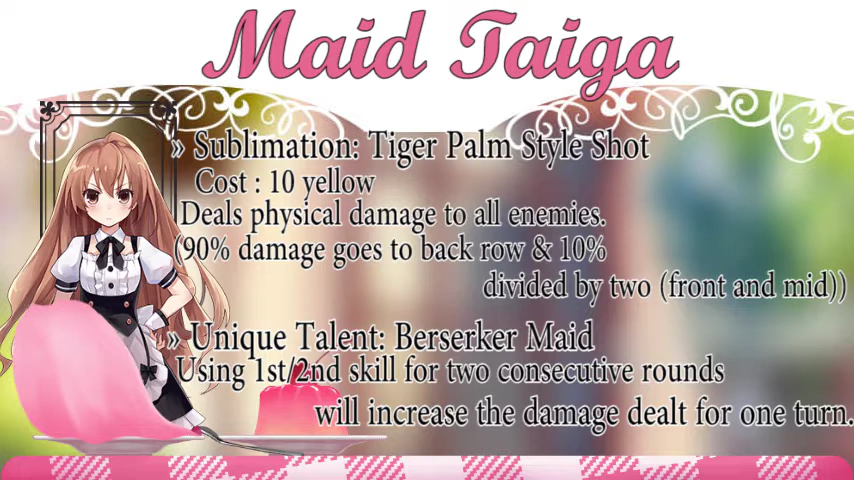 Maid Taiga
» Sublimation: Tiger Palm Style Shot
Cost : 10 yellow
Deals physical damage to all enemies.
(90% damage goes to back row & 10%
divided by two (front and mid))
» Unique Talent: Berserker Maid
Using 1st/2nd skill for two consecutive rounds
will increase the damage dealt for one turn.